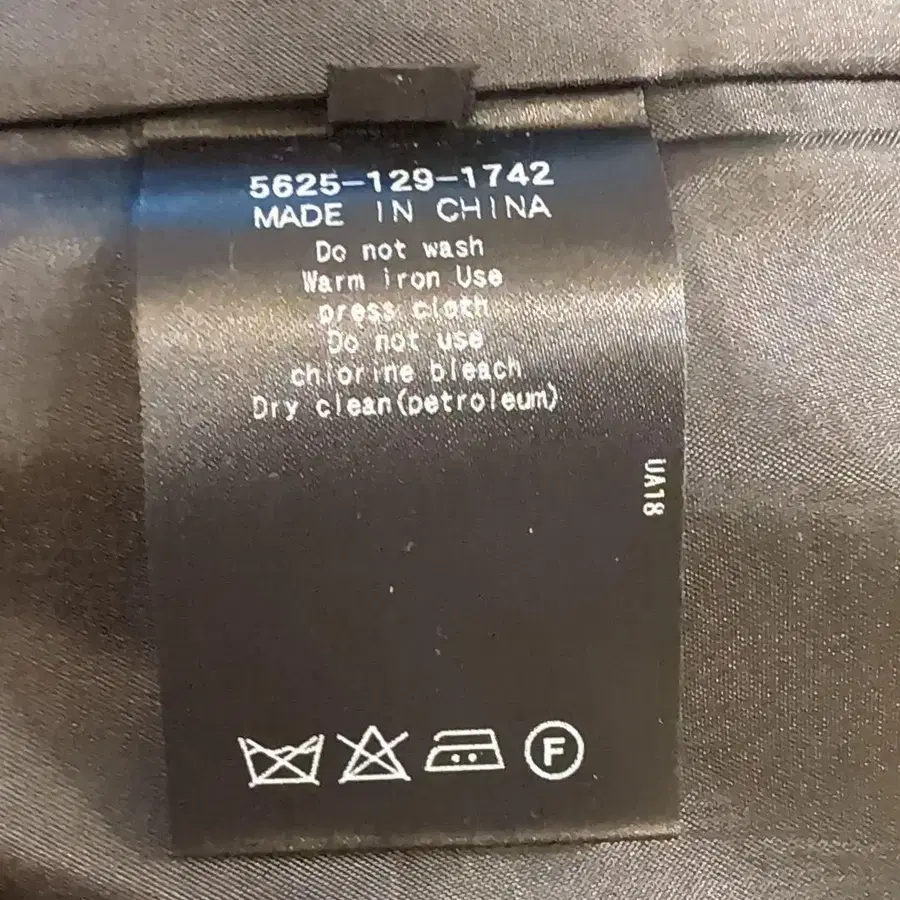 5625-129-1742
MADE IN CHINA
Do not wash
Warm iron Use
press cloth
Do not use
chlorine bleach
Dry clean(petroleum)
UA18
F